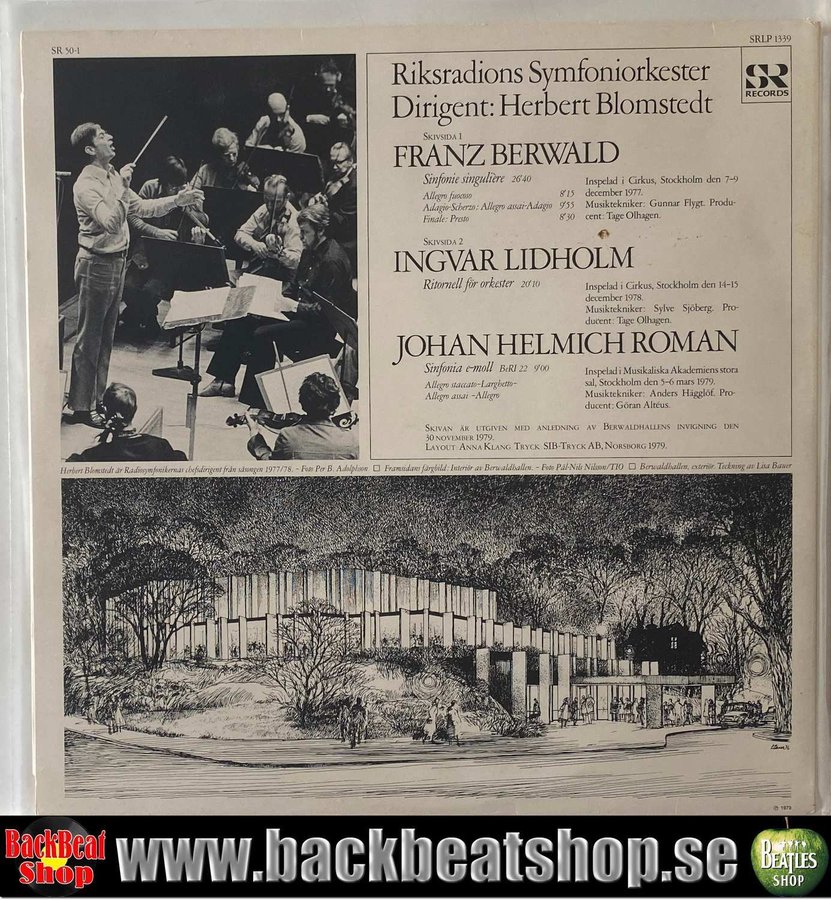 SR 50-1
SRLP 1339
Riksradions Symfoniorkester
Dirigent: Herbert Blomstedt
SR
RECORDS
SKIVSIDA 1
FRANZ BERWALD
Sinfonie singulière 26'40
Allegro fuocoso 8'15
Adagio-Scherzo: Allegro assai-Adagio 9'55
Finale: Presto 8'30
Inspelad i Cirkus, Stockholm den 7–9
december 1977.
Musiktekniker: Gunnar Flygt. Produ-
cent: Tage Olhagen.
SKIVSIDA 2
INGVAR LIDHOLM
Ritornell för orkester 20'10
Inspelad i Cirkus, Stockholm den 14–15
december 1978.
Musiktekniker: Sylve Sjöberg. Pro-
ducent: Tage Olhagen.
JOHAN HELMICH ROMAN
Sinfonia e-moll BeRI 22 9'00
Allegro staccato-Larghetto-
Allegro assai -Allegro
Inspelad i Musikaliska Akademiens stora
sal, Stockholm den 5–6 mars 1979.
Musiktekniker: Anders Hägglöf. Pro-
ducent: Göran Altéus.
SKIVAN ÄR UTGIVEN MED ANLEDNING AV BERWALDHALLENS INVIGNING DEN
30 NOVEMBER 1979.
LAYOUT ANNA KLANG TRYCK SIB-TRYCK AB, NORSBORG 1979.
Herbert Blomstedt är Radiosymfonikernas chefsdirigent från säsongen 1977/78. – Foto Per B. Adolphson □ Framsidans färgbild: Interiör av Berwaldhallen. – Foto Pål-Nils Nilsson/TIO □ Berwaldhallen, exteriör. Teckning av Lisa Bauer
℗ 1979
BackBeat
Shop
www.backbeatshop.se
BEATLES
SHOP